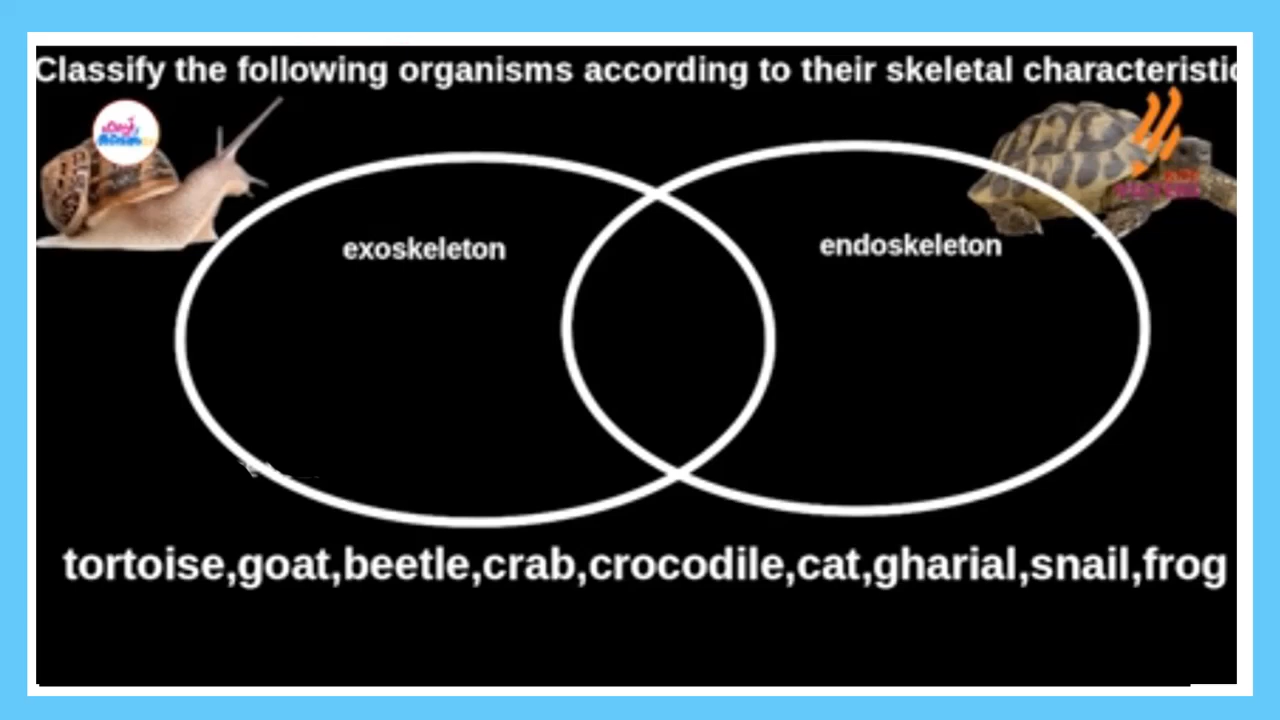 Classify the following organisms according to their skeletal characteristic
exoskeleton
endoskeleton
tortoise,goat,beetle,crab,crocodile,cat,gharial,snail,frog